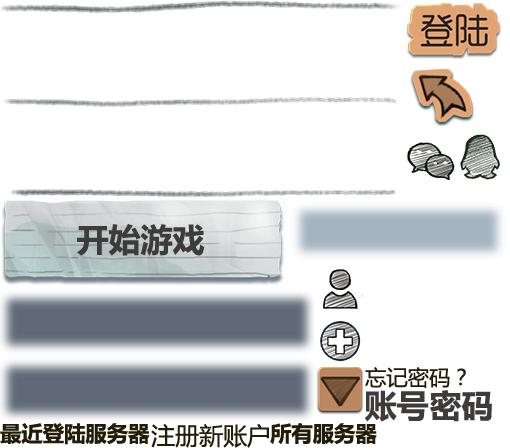 登陆
开始游戏
忘记密码？
账号密码
最近登陆服务器
注册新账户
所有服务器